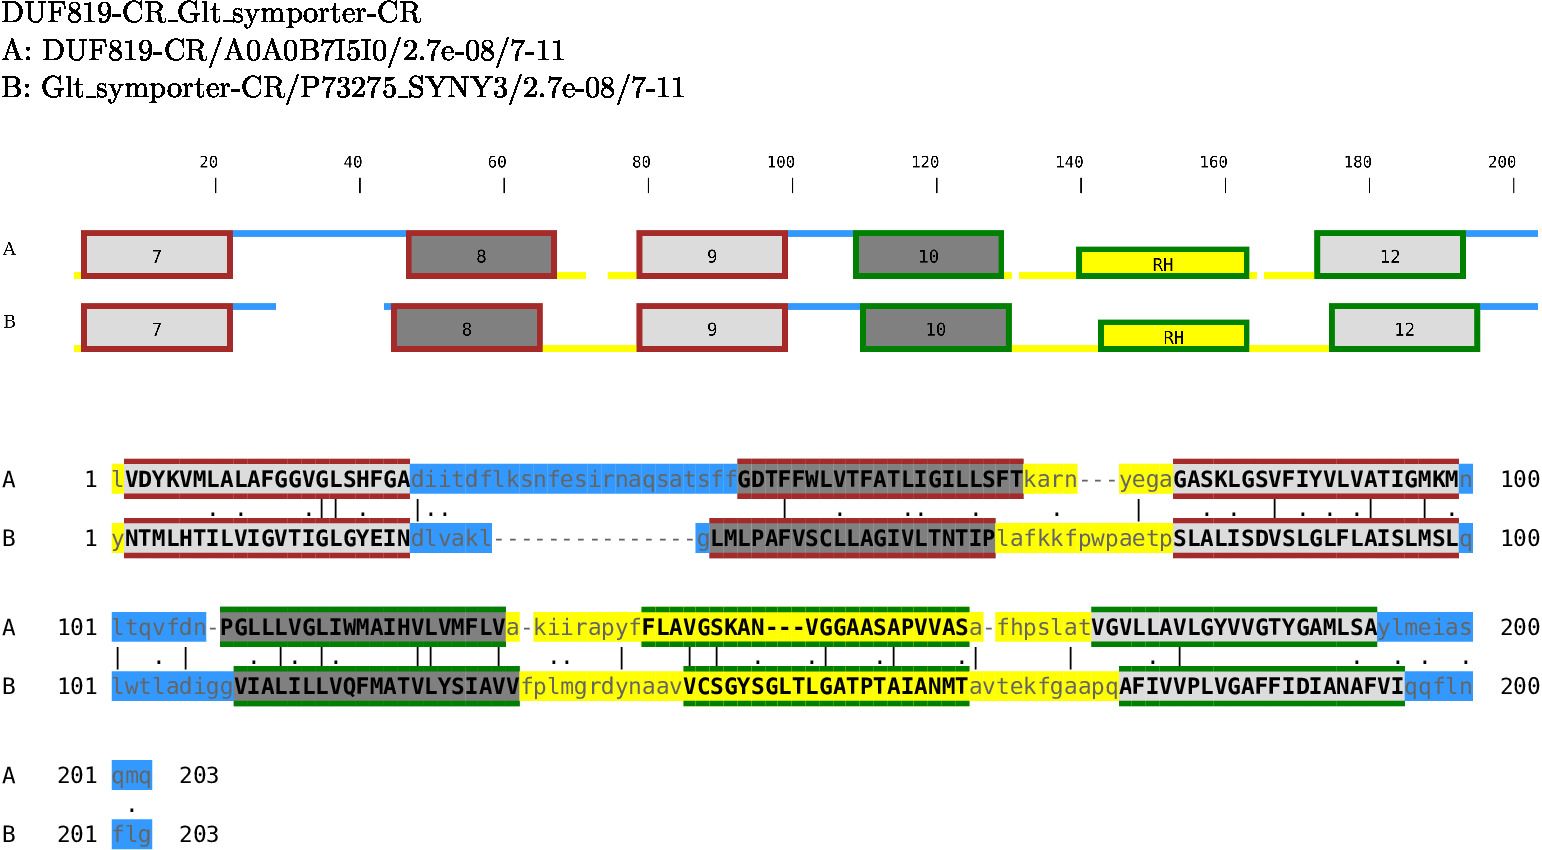 DUF819-CR_Glt_symporter-CR
A: DUF819-CR/A0A0B7I5I0/2.7e-08/7-11
B: Glt_symporter-CR/P73275_SYNY3/2.7e-08/7-11
20 40 60 80 100 120 140 160 180 200
A 7 8 9 10 RH 12
B 7 8 9 10 RH 12
A 1 lVDYKVMLALAFGGVGLSHFGAdiitdflksnfesirnaqsatsffGDTFFWLVTFATLIGILLSFTkarn---yegaGASKLGSVFIYVLVATIGMKMn 100
B 1 yNTMLHTILVIGVTIGLGYEINdlvakl---------------gLMLPAFVSCLLAGIVLTNTIPlafkkfpwpaetpSLALISDVSLGLFLAISLMSLq 100
A 101 ltqvfdn-PGLLLVGLIWMAIHVLVMFLVa-kiirapyfFLAVGSKAN---VGGAASAPVVASa-fhpslatVGVLLAVLGYVVGTYGAMLSAylmeias 200
B 101 lwtladiggVIALILLVQFMATVLYSIAVVfplmgrdynaavVCSGYSGLTLGATPTAIANMTavtekfgaapqAFIVVPLVGAFFIDIANAFVIqqfln 200
A 201 qmq 203
B 201 flg 203